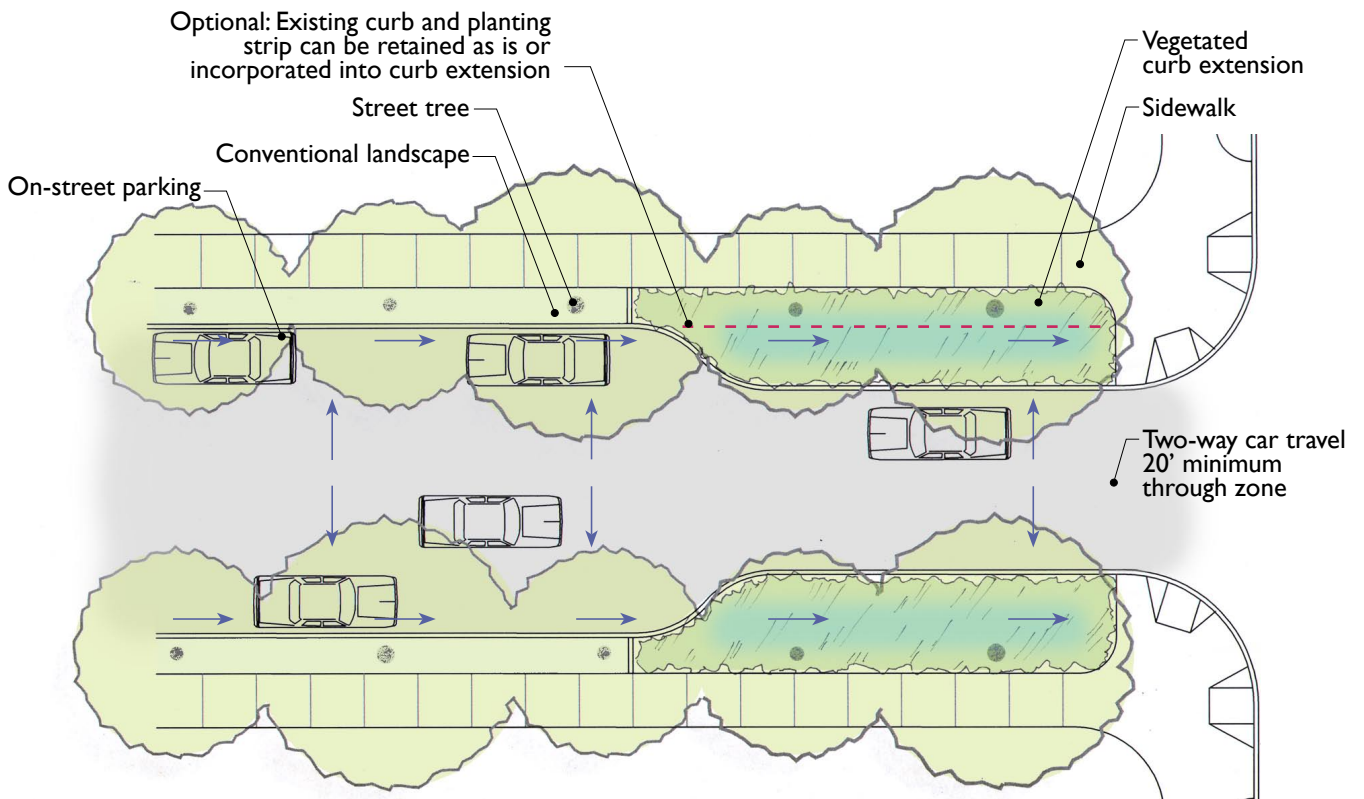 Optional: Existing curb and planting
strip can be retained as is or
incorporated into curb extension
Street tree
Conventional landscape
On-street parking
Vegetated
curb extension
Sidewalk
Two-way car travel
20’ minimum
through zone